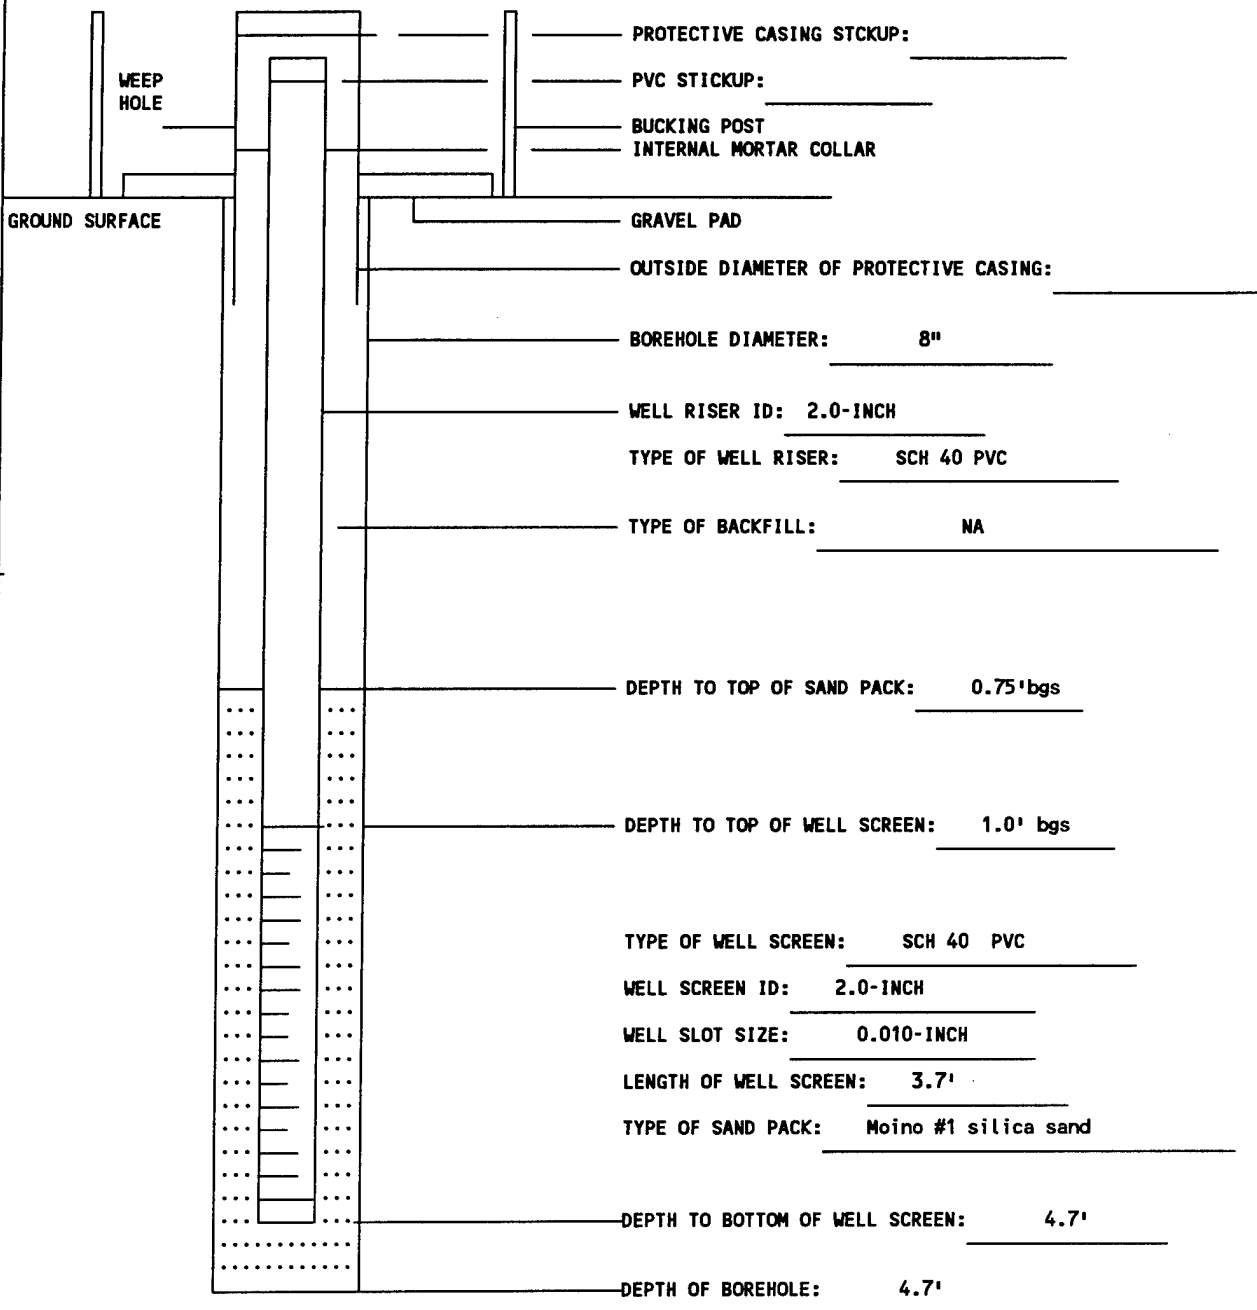 PROTECTIVE CASING STCKUP:
WEEP
HOLE
PVC STICKUP:
BUCKING POST
INTERNAL MORTAR COLLAR
GROUND SURFACE
GRAVEL PAD
OUTSIDE DIAMETER OF PROTECTIVE CASING:
BOREHOLE DIAMETER: 8"
WELL RISER ID: 2.0-INCH
TYPE OF WELL RISER: SCH 40 PVC
TYPE OF BACKFILL: NA
DEPTH TO TOP OF SAND PACK: 0.75'bgs
DEPTH TO TOP OF WELL SCREEN: 1.0' bgs
TYPE OF WELL SCREEN: SCH 40 PVC
WELL SCREEN ID: 2.0-INCH
WELL SLOT SIZE: 0.010-INCH
LENGTH OF WELL SCREEN: 3.7'
TYPE OF SAND PACK: Moino #1 silica sand
DEPTH TO BOTTOM OF WELL SCREEN: 4.7'
DEPTH OF BOREHOLE: 4.7'